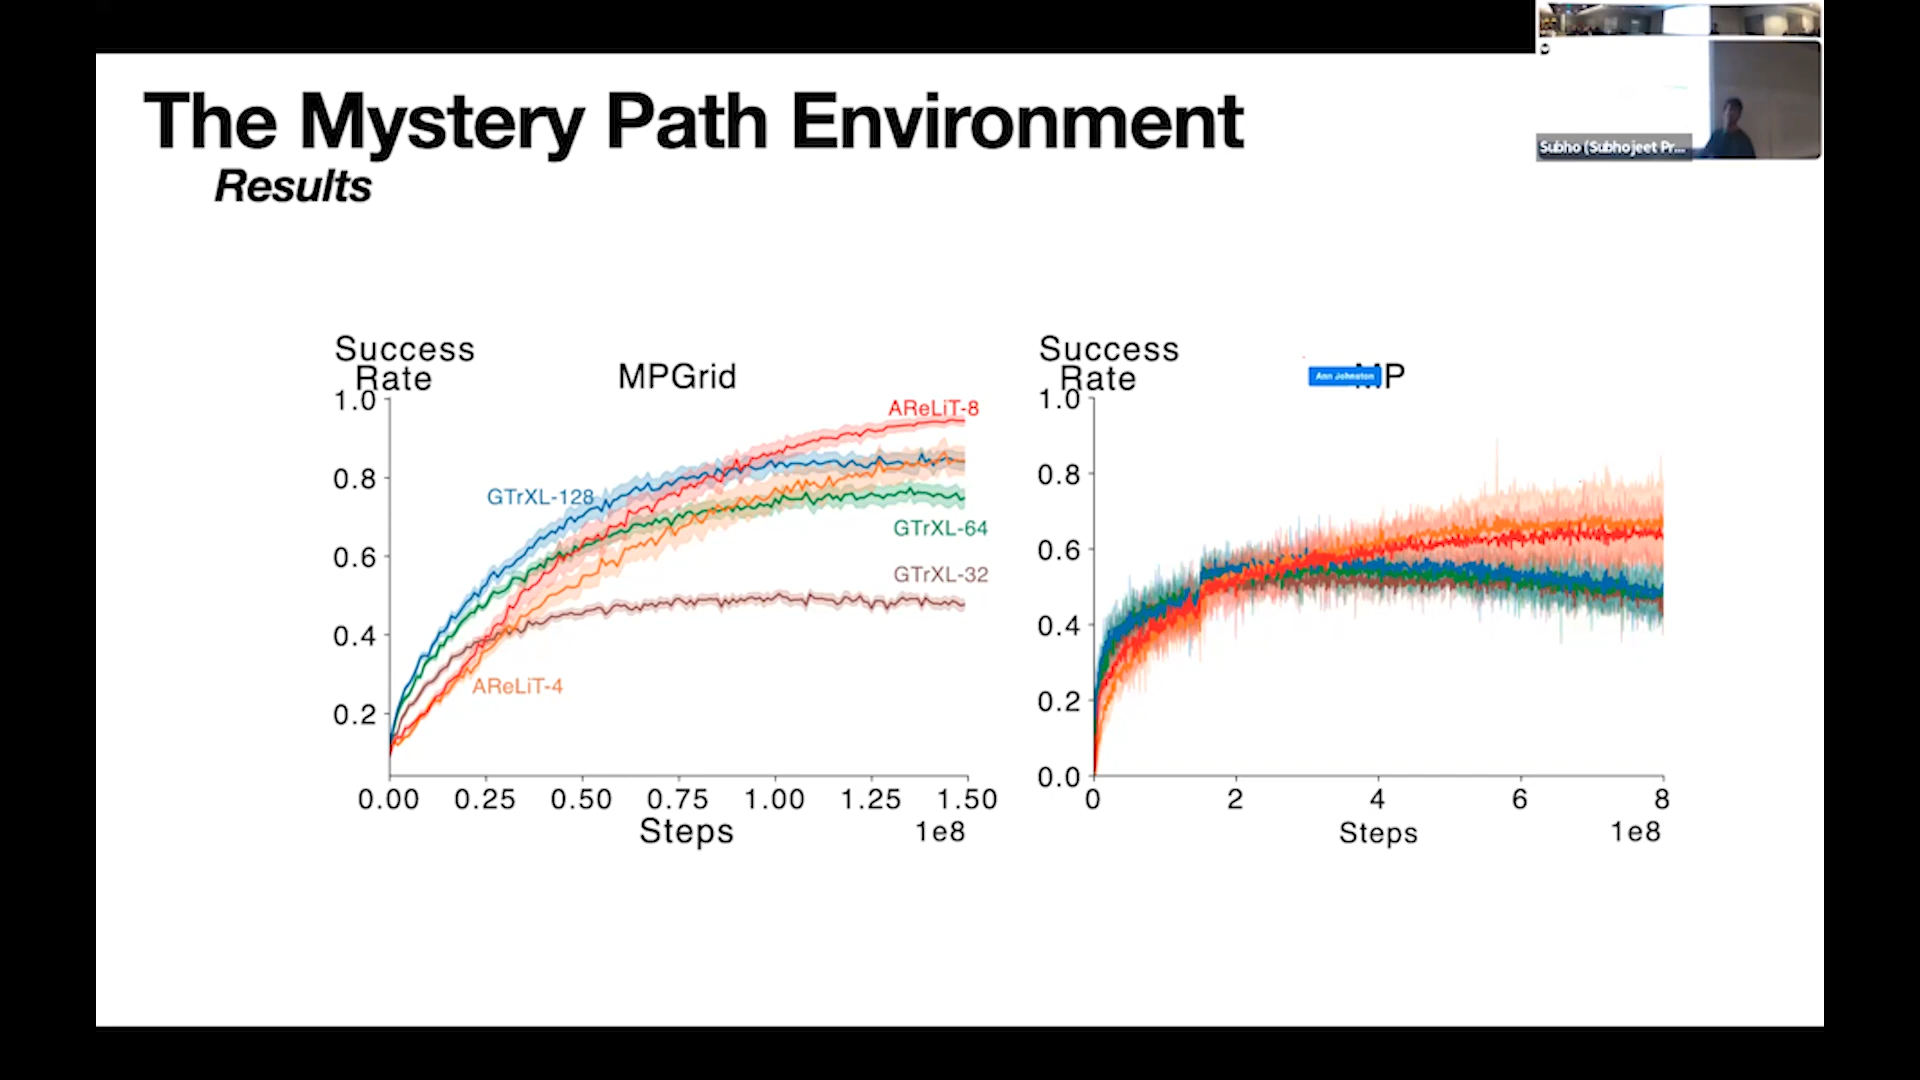 The Mystery Path Environment
Results
Subho (Subhojeet Pr...
Success
Rate
MPGrid
1.0
0.8
0.6
0.4
0.2
AReLiT-8
GTrXL-128
GTrXL-64
GTrXL-32
AReLiT-4
0.00 0.25 0.50 0.75 1.00 1.25 1.50
Steps
1e8
Success
Rate
Ann Johnston
MP
1.0
0.8
0.6
0.4
0.2
0.0
0 2 4 6 8
Steps
1e8